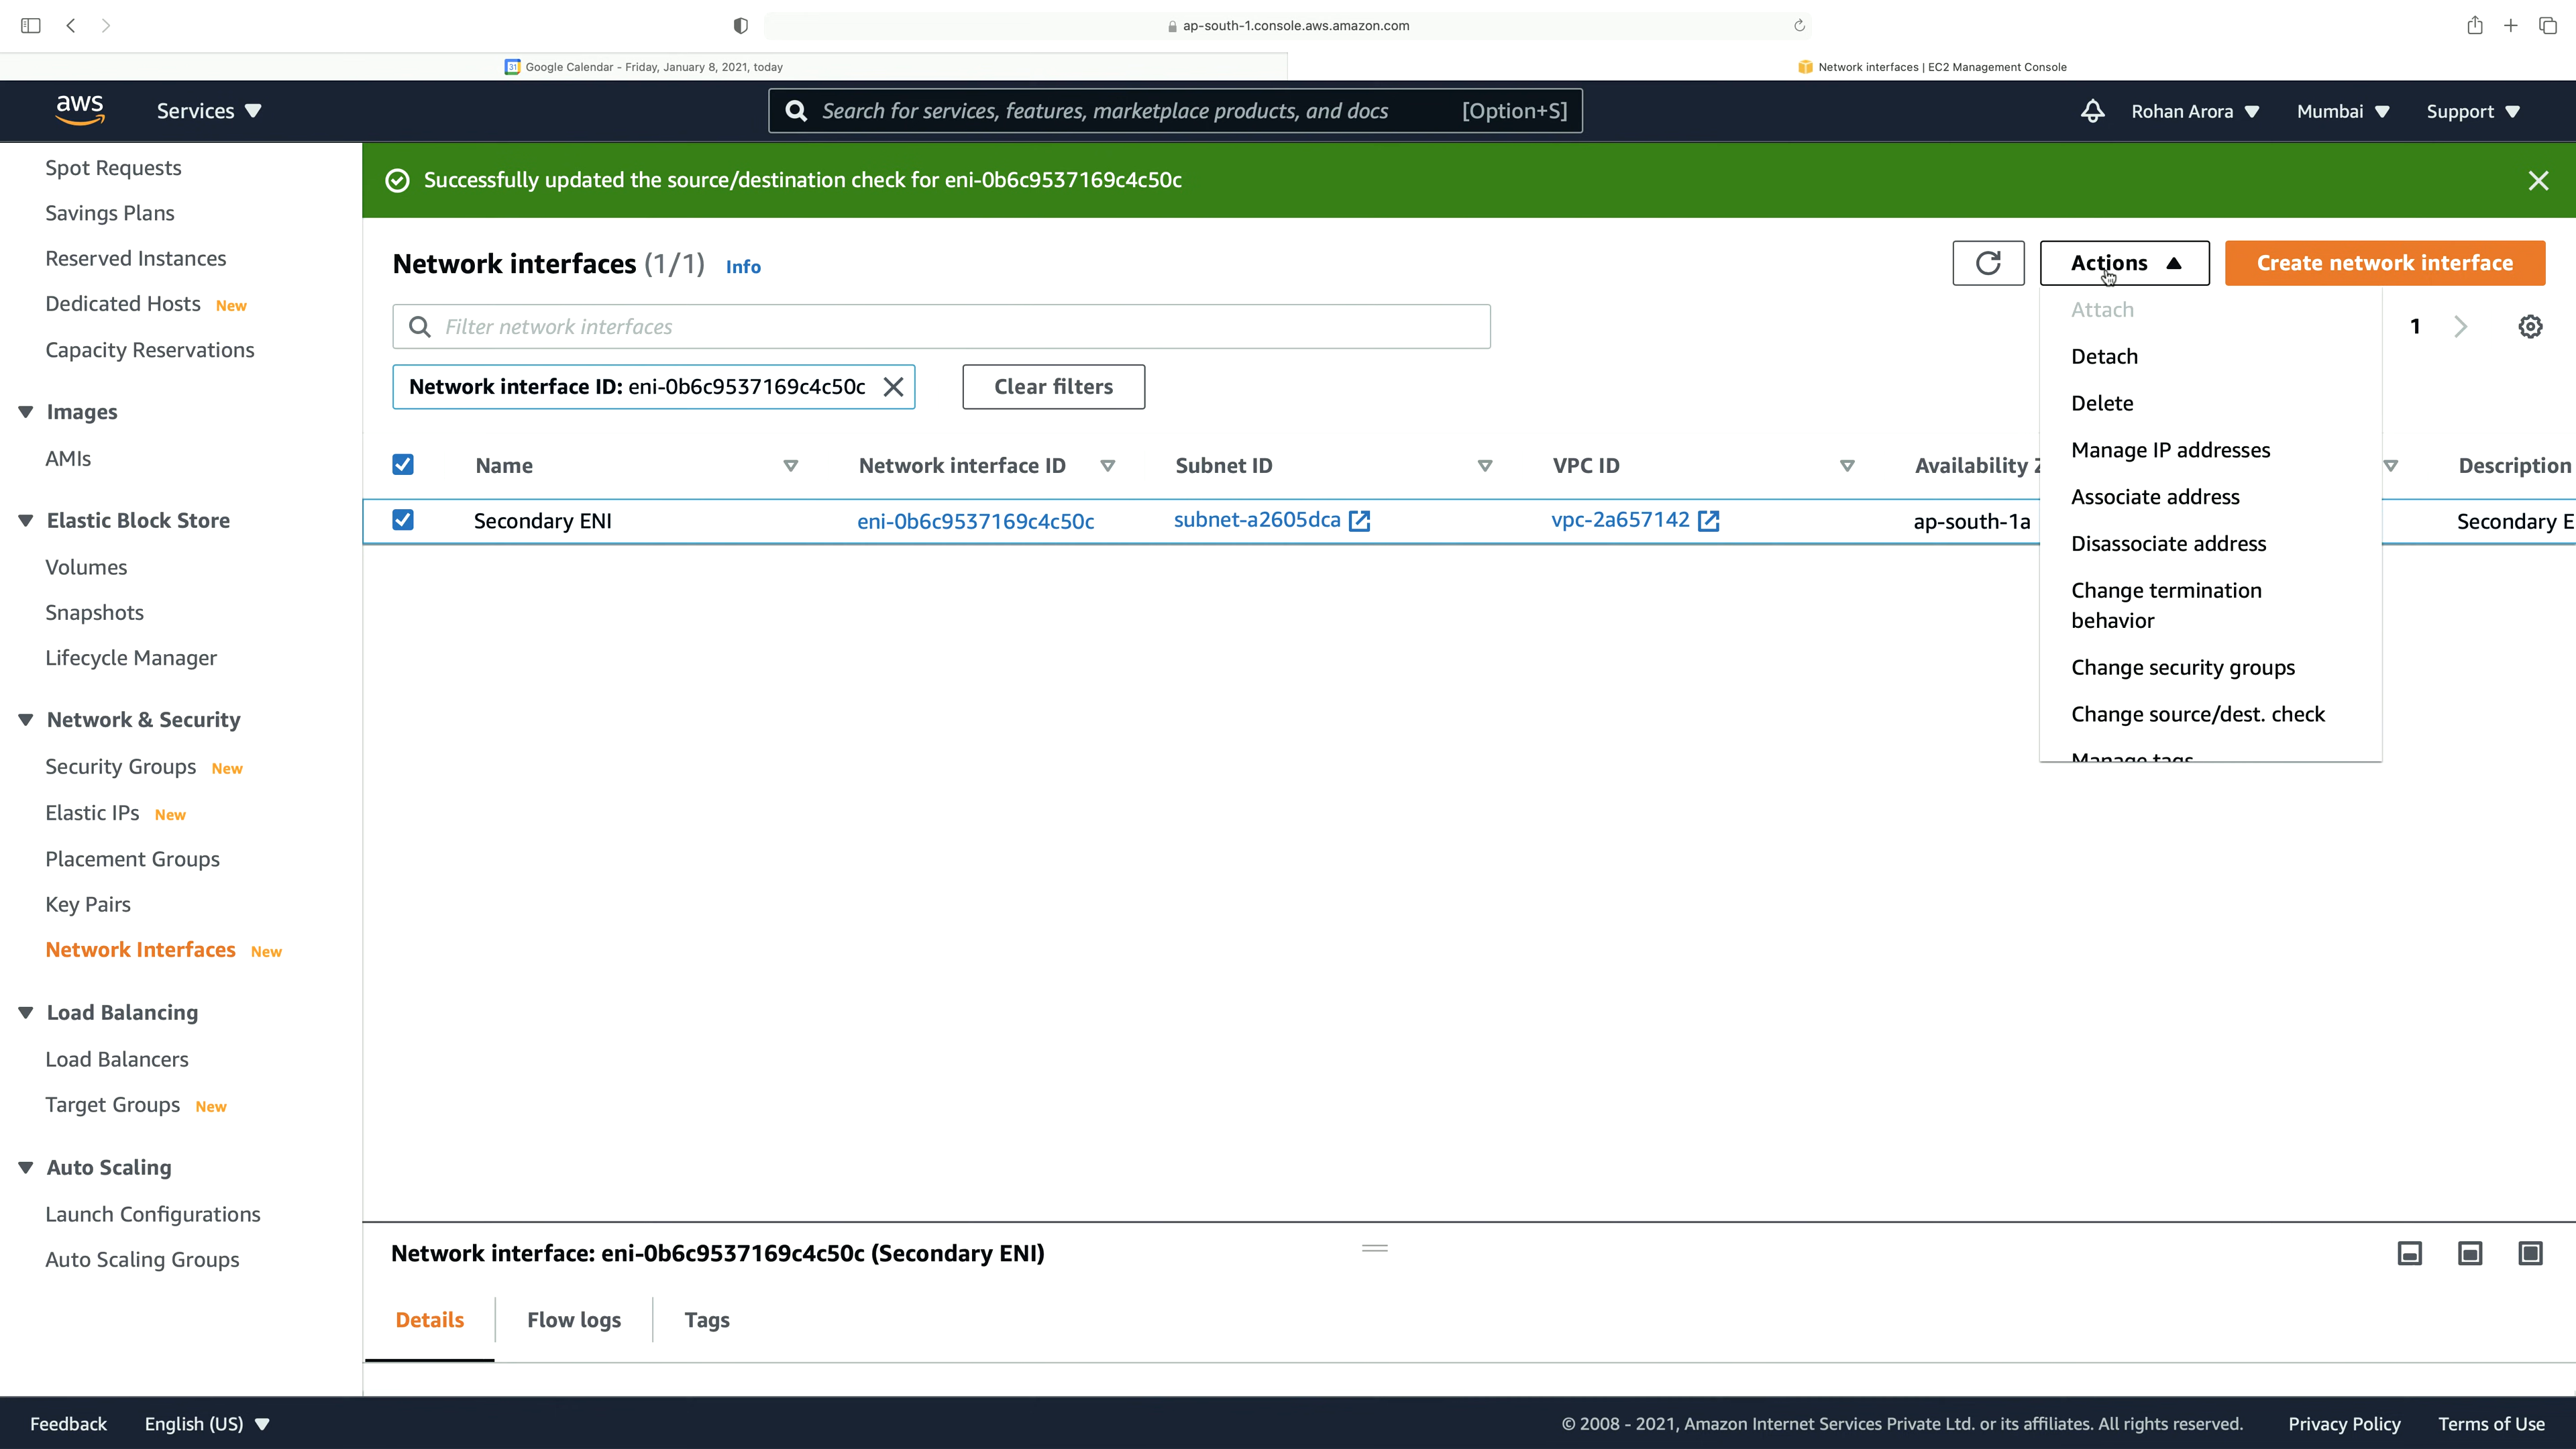 ap-south-1.console.aws.amazon.com
31 Google Calendar - Friday, January 8, 2021, today
Network interfaces | EC2 Management Console
aws
Services
Search for services, features, marketplace products, and docs [Option+S]
Rohan Arora
Mumbai
Support
Spot Requests
Savings Plans
Reserved Instances
Dedicated Hosts New
Capacity Reservations
Images
AMIs
Elastic Block Store
Volumes
Snapshots
Lifecycle Manager
Network & Security
Security Groups New
Elastic IPs New
Placement Groups
Key Pairs
Network Interfaces New
Load Balancing
Load Balancers
Target Groups New
Auto Scaling
Launch Configurations
Auto Scaling Groups
Successfully updated the source/destination check for eni-0b6c9537169c4c50c
Network interfaces (1/1) Info
Actions
Create network interface
Filter network interfaces
1
Network interface ID: eni-0b6c9537169c4c50c
Clear filters
Name
Network interface ID
Subnet ID
VPC ID
Availability
Description
Secondary ENI
eni-0b6c9537169c4c50c
subnet-a2605dca
vpc-2a657142
ap-south-1a
Secondary E
Attach
Detach
Delete
Manage IP addresses
Associate address
Disassociate address
Change termination
behavior
Change security groups
Change source/dest. check
Manage tags
Network interface: eni-0b6c9537169c4c50c (Secondary ENI)
Details
Flow logs
Tags
Feedback
English (US)
© 2008 - 2021, Amazon Internet Services Private Ltd. or its affiliates. All rights reserved.
Privacy Policy
Terms of Use